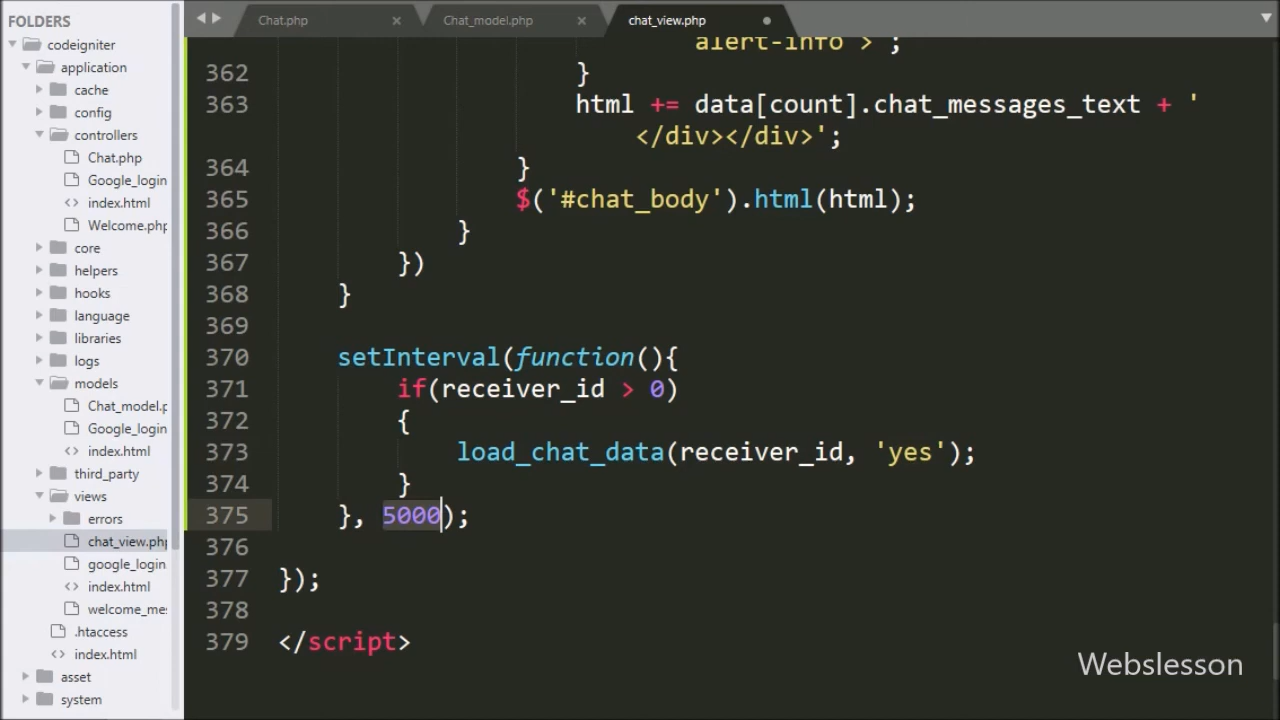 FOLDERS
codeigniter
application
cache
config
controllers
Chat.php
Google_login
index.html
Welcome.php
core
helpers
hooks
language
libraries
logs
models
Chat_model.p
Google_login
index.html
third_party
views
errors
chat_view.php
google_login
index.html
welcome_me
.htaccess
index.html
asset
system
Chat.php
Chat_model.php
chat_view.php
alert-info">';
362 }
363 html += data[count].chat_messages_text + '
</div></div>';
364 }
365 $('#chat_body').html(html);
366 }
367 })
368 }
369
370 setInterval(function(){
371 if(receiver_id > 0)
372 {
373 load_chat_data(receiver_id, 'yes');
374 }
375 }, 5000);
376
377 });
378
379 </script>
Webslesson